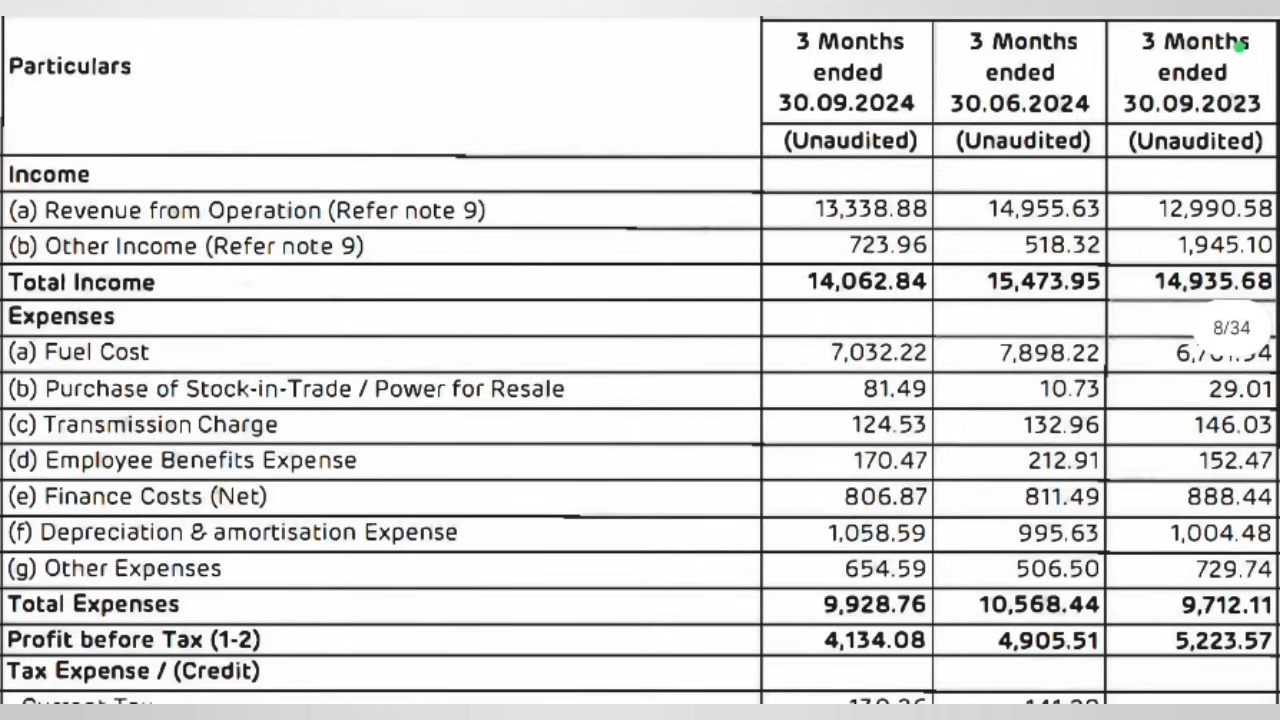 Particulars 3 Months ended 30.09.2024 3 Months ended 30.06.2024 3 Months ended 30.09.2023
(Unaudited) (Unaudited) (Unaudited)
Income
(a) Revenue from Operation (Refer note 9) 13,338.88 14,955.63 12,990.58
(b) Other Income (Refer note 9) 723.96 518.32 1,945.10
Total Income 14,062.84 15,473.95 14,935.68
Expenses
8/34
(a) Fuel Cost 7,032.22 7,898.22
(b) Purchase of Stock-in-Trade / Power for Resale 81.49 10.73 29.01
(c) Transmission Charge 124.53 132.96 146.03
(d) Employee Benefits Expense 170.47 212.91 152.47
(e) Finance Costs (Net) 806.87 811.49 888.44
(f) Depreciation & amortisation Expense 1,058.59 995.63 1,004.48
(g) Other Expenses 654.59 506.50 729.74
Total Expenses 9,928.76 10,568.44 9,712.11
Profit before Tax (1-2) 4,134.08 4,905.51 5,223.57
Tax Expense / (Credit)